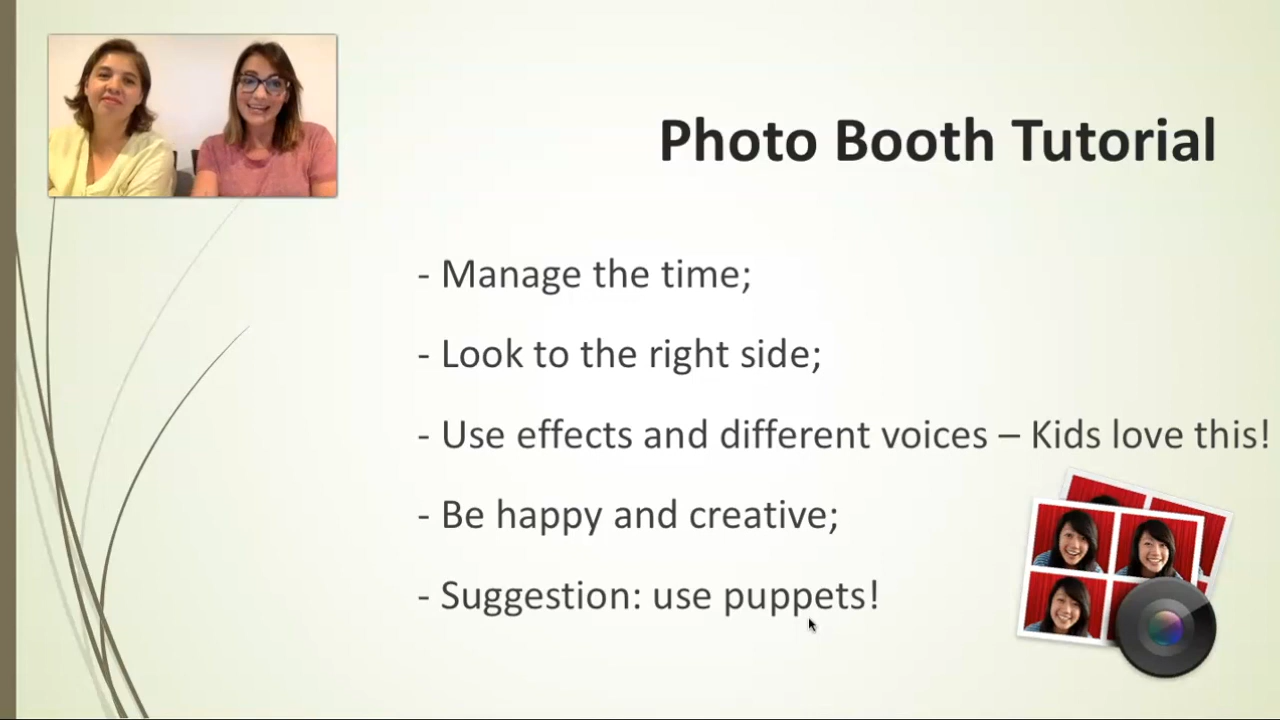 Photo Booth Tutorial
- Manage the time;
- Look to the right side;
- Use effects and different voices – Kids love this!
- Be happy and creative;
- Suggestion: use puppets!